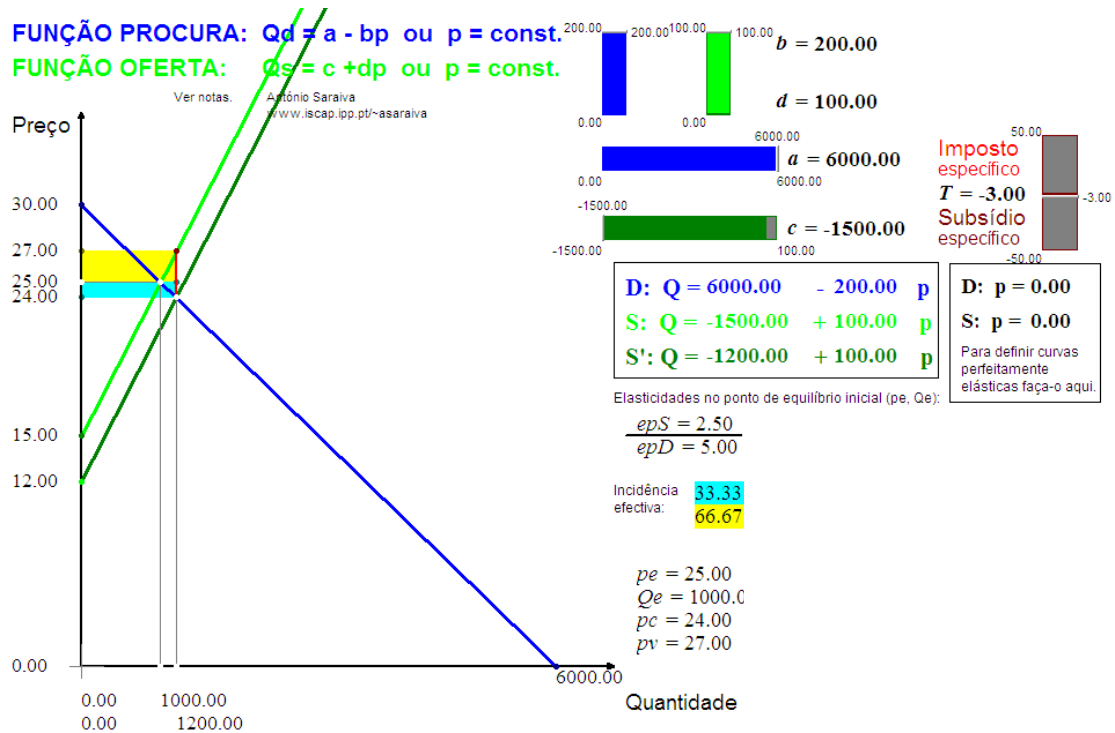 FUNÇÃO PROCURA: Qd = a - bp ou p = const.
FUNÇÃO OFERTA: Qs = c +dp ou p = const.
Ver notas. António Saraiva
www.iscap.ipp.pt/~asaraiva
Preço
30.00
27.00
25.00
24.00
15.00
12.00
0.00
6000.00
0.00 1000.00
0.00 1200.00
Quantidade
200.00 200.00 100.00 100.00
b = 200.00
d = 100.00
0.00 0.00
6000.00
a = 6000.00
0.00 6000.00
-1500.00
c = -1500.00
-1500.00 100.00
50.00
Imposto
específico
T = -3.00 -3.00
Subsídio
específico
-50.00
D: Q = 6000.00 - 200.00 p
S: Q = -1500.00 + 100.00 p
S': Q = -1200.00 + 100.00 p
D: p = 0.00
S: p = 0.00
Para definir curvas
perfeitamente
elásticas faça-o aqui.
Elasticidades no ponto de equilíbrio inicial (pe, Qe):
epS = 2.50
epD = 5.00
Incidência 33.33
efectiva: 66.67
pe = 25.00
Qe = 1000.0
pc = 24.00
pv = 27.00